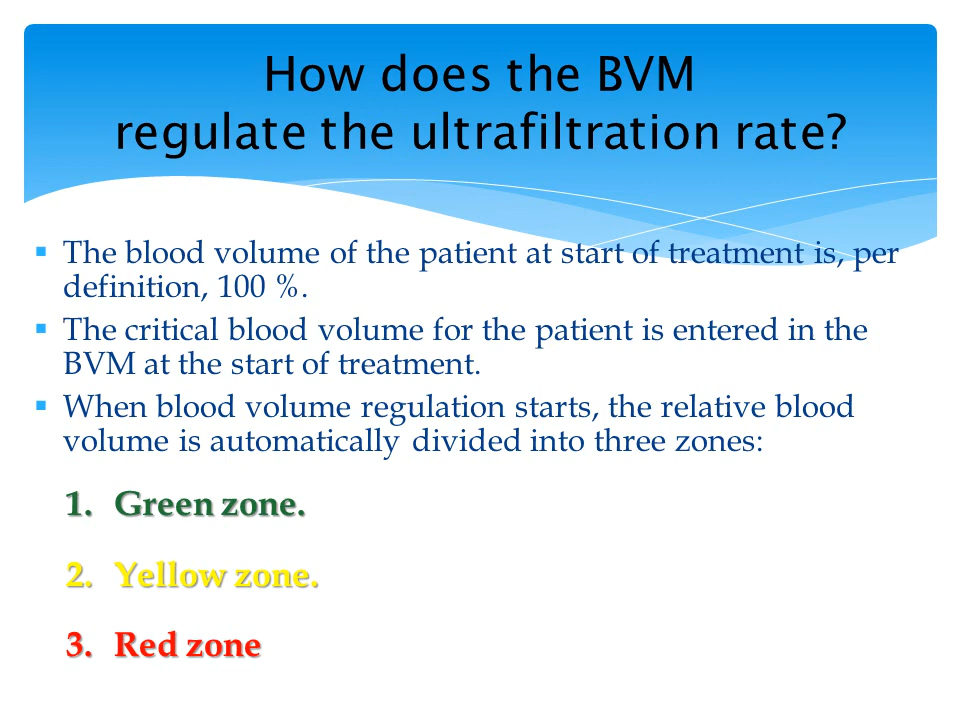 How does the BVM
regulate the ultrafiltration rate?
▪ The blood volume of the patient at start of treatment is, per
definition, 100 %.
▪ The critical blood volume for the patient is entered in the
BVM at the start of treatment.
▪ When blood volume regulation starts, the relative blood
volume is automatically divided into three zones:
1. Green zone.
2. Yellow zone.
3. Red zone